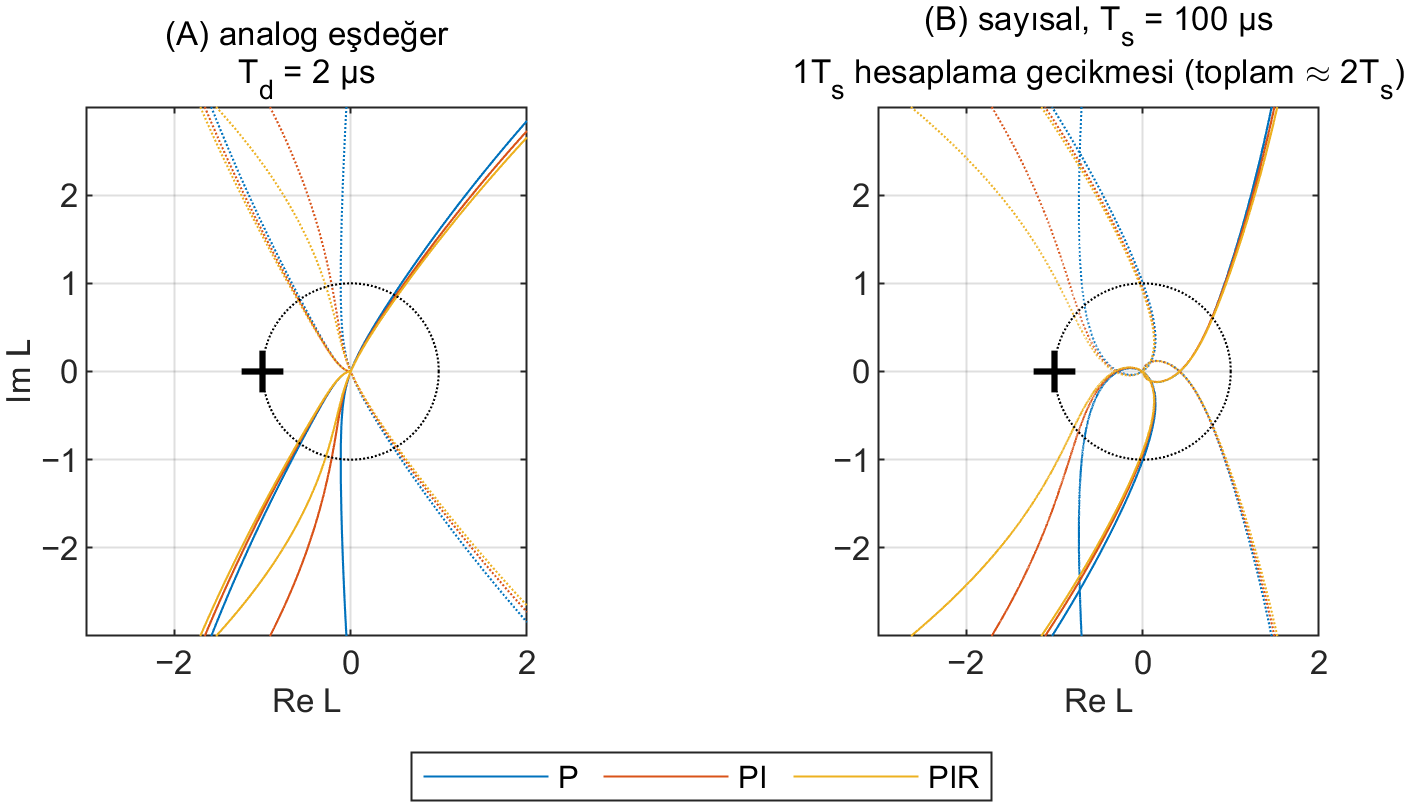 (A) analog eşdeğer
T_d = 2 µs
Im L
2
1
0
−1
−2
−2
0
2
Re L
(B) sayısal, T_s = 100 µs
1T_s hesaplama gecikmesi (toplam ≈ 2T_s)
2
1
0
−1
−2
−2
0
2
Re L
P
PI
PIR